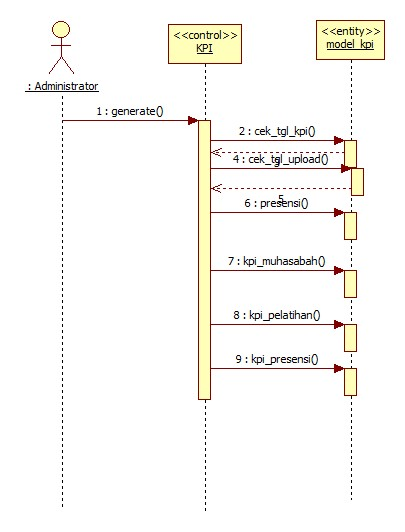 <<control>>
KPI
<<entity>>
model_kpi
: Administrator
1 : generate()
2 : cek_tgl_kpi()
3
4 : cek_tgl_upload()
5
6 : presensi()
7 : kpi_muhasabah()
8 : kpi_pelatihan()
9 : kpi_presensi()